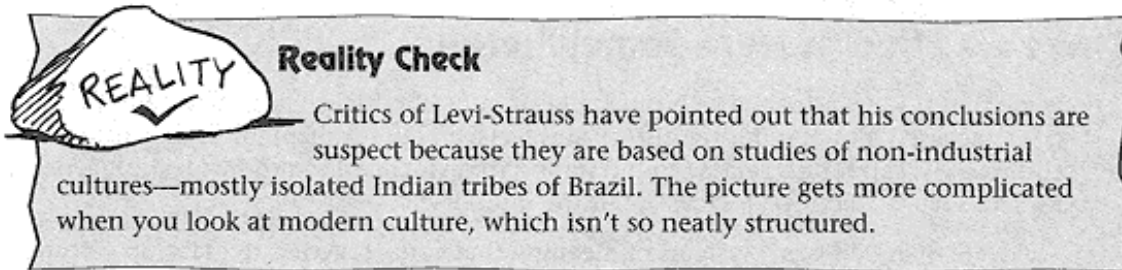 REALITY
Reality Check
Critics of Levi-Strauss have pointed out that his conclusions are
suspect because they are based on studies of non-industrial
cultures—mostly isolated Indian tribes of Brazil. The picture gets more complicated
when you look at modern culture, which isn't so neatly structured.